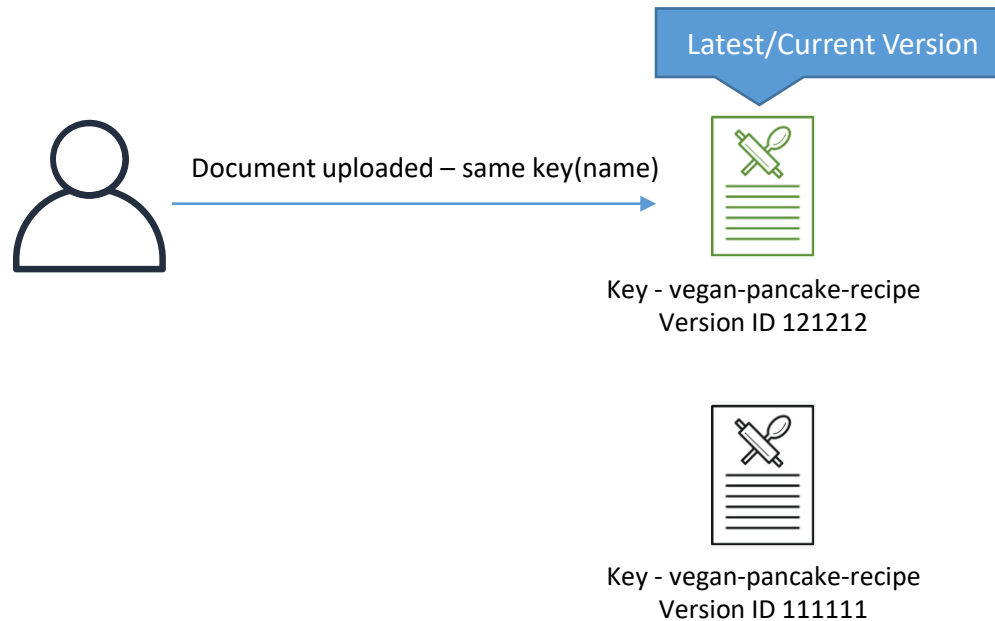 Latest/Current Version
Document uploaded – same key(name)
Key - vegan-pancake-recipe
Version ID 121212
Key - vegan-pancake-recipe
Version ID 111111